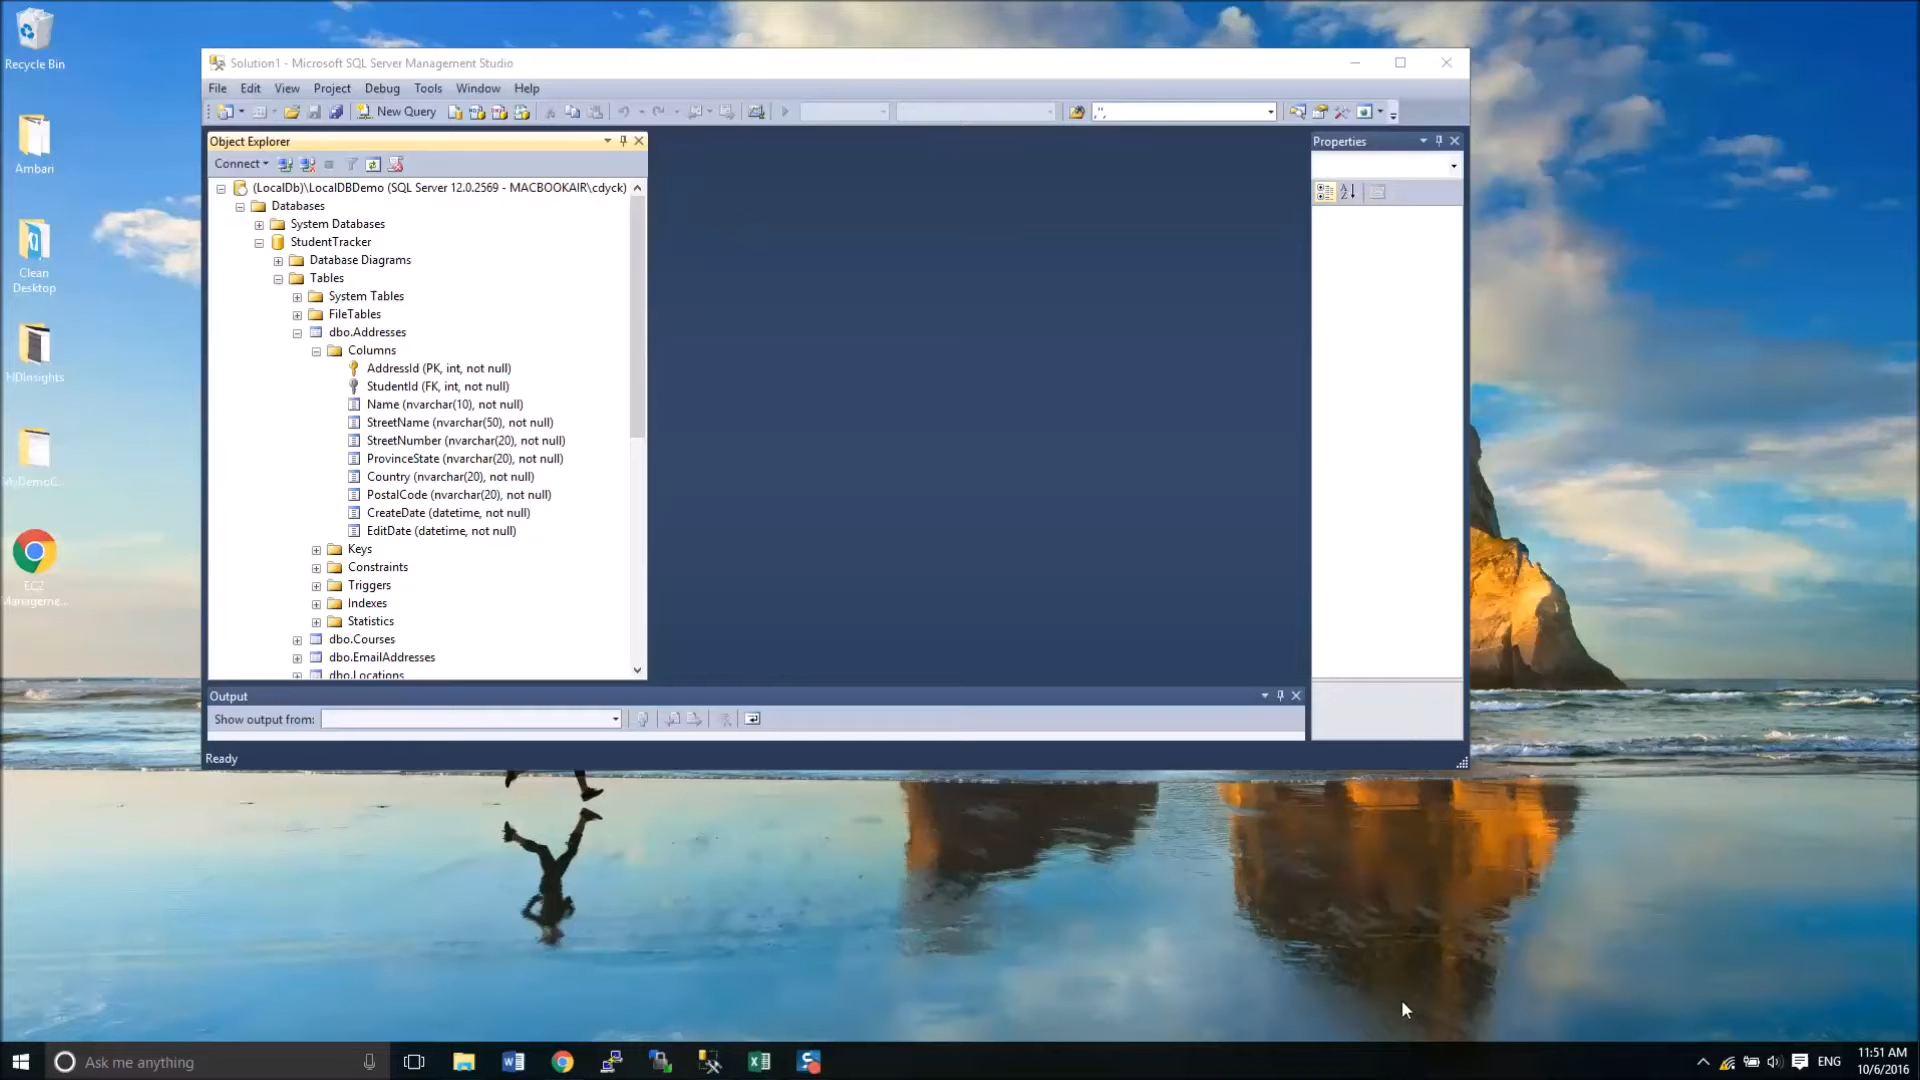 Recycle Bin
Solution1 - Microsoft SQL Server Management Studio
File Edit View Project Debug Tools Window Help
New Query
","
Ambari
Clean
Desktop
HDInsights
MyDemoC...
EC2
Manageme...
Object Explorer
Connect
(LocalDb)\LocalDBDemo (SQL Server 12.0.2569 - MACBOOKAIR\cdyck)
Databases
System Databases
StudentTracker
Database Diagrams
Tables
System Tables
FileTables
dbo.Addresses
Columns
AddressId (PK, int, not null)
StudentId (FK, int, not null)
Name (nvarchar(10), not null)
StreetName (nvarchar(50), not null)
StreetNumber (nvarchar(20), not null)
ProvinceState (nvarchar(20), not null)
Country (nvarchar(20), not null)
PostalCode (nvarchar(20), not null)
CreateDate (datetime, not null)
EditDate (datetime, not null)
Keys
Constraints
Triggers
Indexes
Statistics
dbo.Courses
dbo.EmailAddresses
dbo.Locations
Properties
Output
Show output from:
Ready
Ask me anything
ENG
11:51 AM
10/6/2016